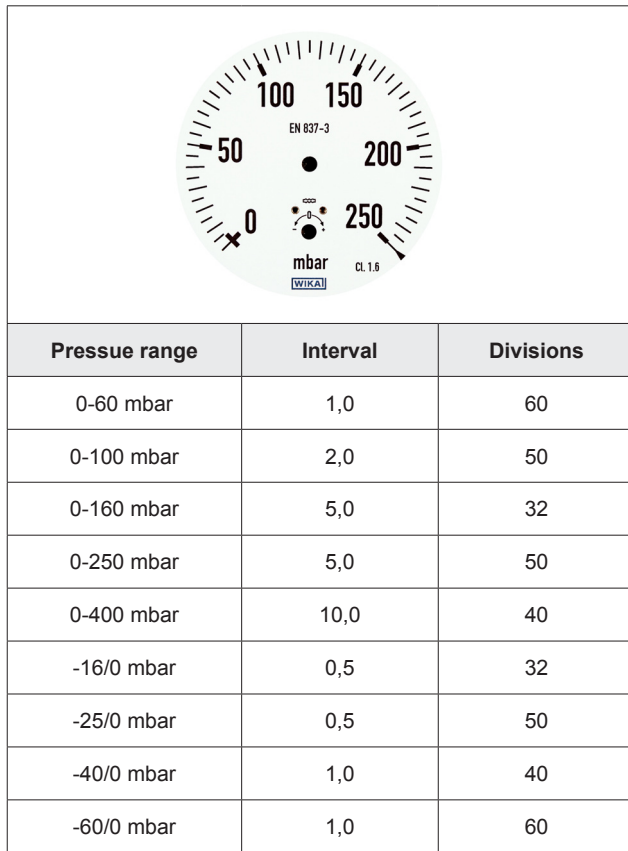 100 150
EN 837-3
50 200
0 250
- 0 +
mbar Cl. 1.6
WIKA
Pressue range Interval Divisions
0-60 mbar 1,0 60
0-100 mbar 2,0 50
0-160 mbar 5,0 32
0-250 mbar 5,0 50
0-400 mbar 10,0 40
-16/0 mbar 0,5 32
-25/0 mbar 0,5 50
-40/0 mbar 1,0 40
-60/0 mbar 1,0 60